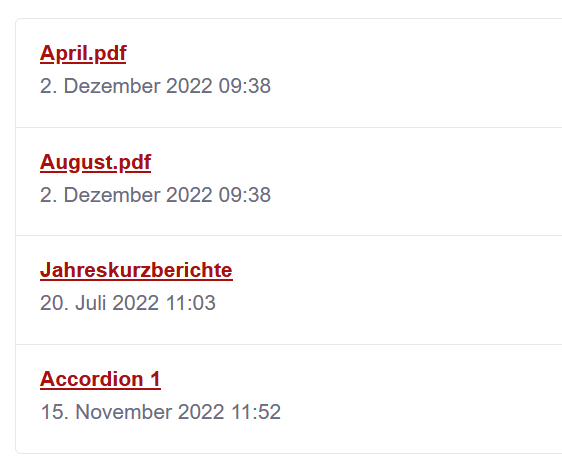 April.pdf
2. Dezember 2022 09:38
August.pdf
2. Dezember 2022 09:38
Jahreskurzberichte
20. Juli 2022 11:03
Accordion 1
15. November 2022 11:52